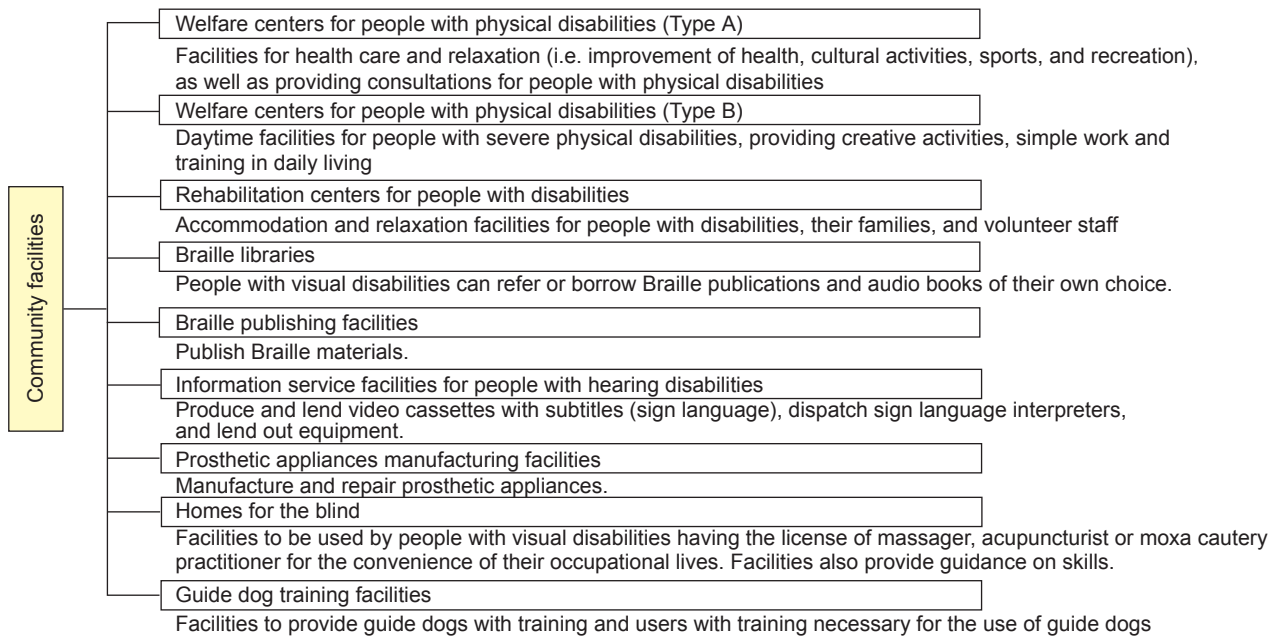 Community facilities
Welfare centers for people with physical disabilities (Type A)
Facilities for health care and relaxation (i.e. improvement of health, cultural activities, sports, and recreation),
as well as providing consultations for people with physical disabilities
Welfare centers for people with physical disabilities (Type B)
Daytime facilities for people with severe physical disabilities, providing creative activities, simple work and
training in daily living
Rehabilitation centers for people with disabilities
Accommodation and relaxation facilities for people with disabilities, their families, and volunteer staff
Braille libraries
People with visual disabilities can refer or borrow Braille publications and audio books of their own choice.
Braille publishing facilities
Publish Braille materials.
Information service facilities for people with hearing disabilities
Produce and lend video cassettes with subtitles (sign language), dispatch sign language interpreters,
and lend out equipment.
Prosthetic appliances manufacturing facilities
Manufacture and repair prosthetic appliances.
Homes for the blind
Facilities to be used by people with visual disabilities having the license of massager, acupuncturist or moxa cautery
practitioner for the convenience of their occupational lives. Facilities also provide guidance on skills.
Guide dog training facilities
Facilities to provide guide dogs with training and users with training necessary for the use of guide dogs